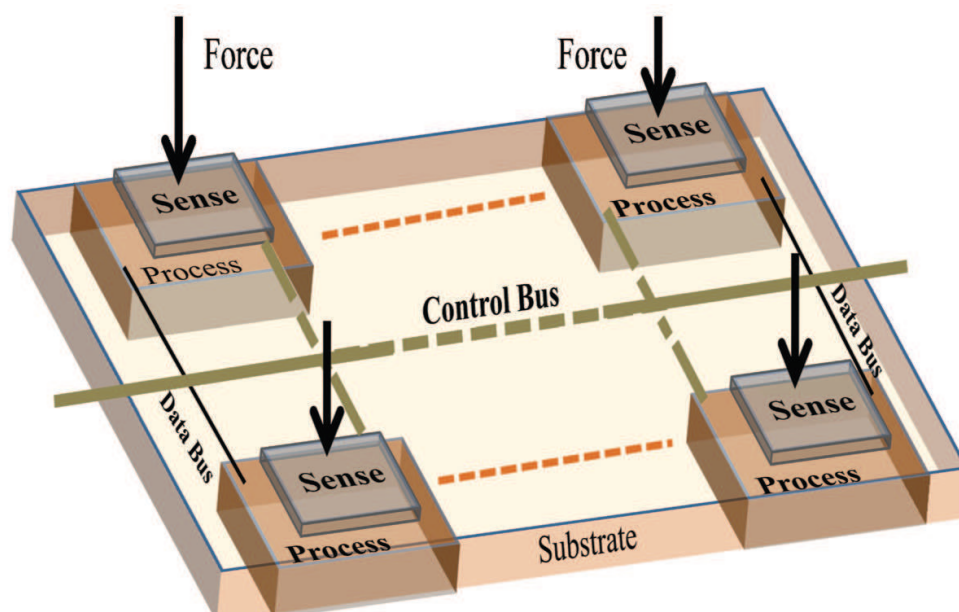 Force
Force
Sense
Sense
Process
Process
Control Bus
Data Bus
Data Bus
Sense
Sense
Process
Process
Substrate